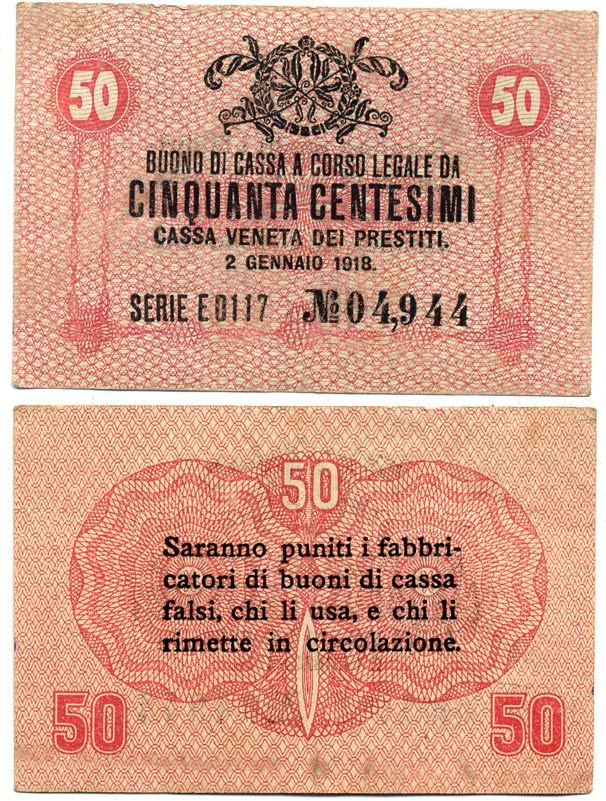 50 50
BUONO DI CASSA A CORSO LEGALE DA
CINQUANTA CENTESIMI
CASSA VENETA DEI PRESTITI.
2 GENNAIO 1918.
SERIE E 0117 № 04,944
50
Saranno puniti i fabbri-
catori di buoni di cassa
falsi, chi li usa, e chi li
rimette in circolazione.
50 50